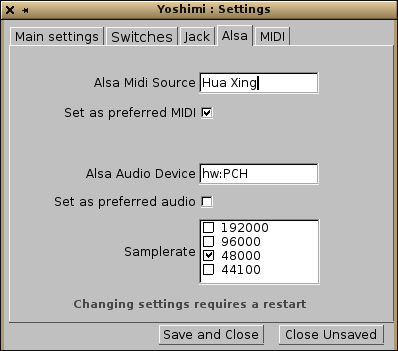 Yoshimi : Settings
Main settings Switches Jack Alsa MIDI
Alsa Midi Source Hua Xing
Set as preferred MIDI
Alsa Audio Device hw:PCH
Set as preferred audio
Samplerate
192000
96000
48000
44100
Changing settings requires a restart
Save and Close Close Unsaved